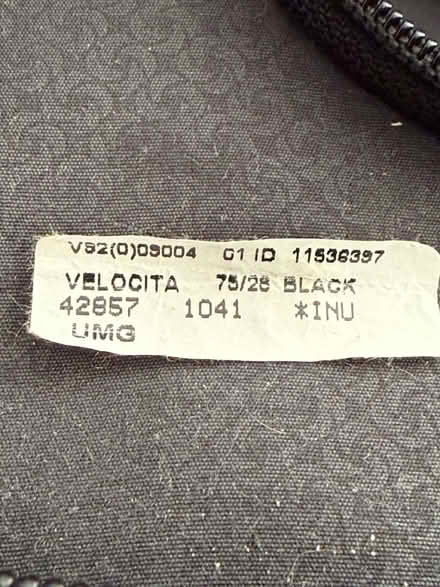 V92(0)09004 01 ID 11536397
VELOCITA 75/28 BLACK
42857 1041 *INU
UMG